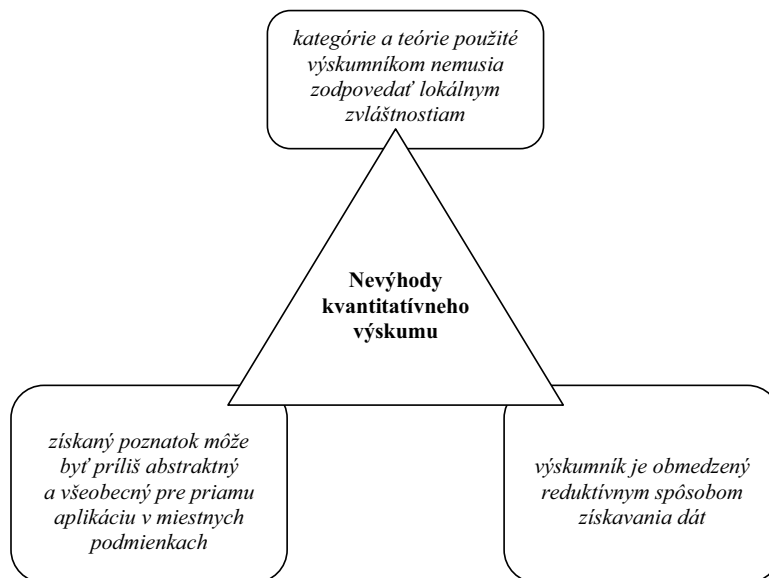 kategórie a teórie použité
výskumníkom nemusia
zodpovedať lokálnym
zvláštnostiam
Nevýhody
kvantitatívneho
výskumu
získaný poznatok môže
byť príliš abstraktný
a všeobecný pre priamu
aplikáciu v miestnych
podmienkach
výskumník je obmedzený
reduktívnym spôsobom
získavania dát